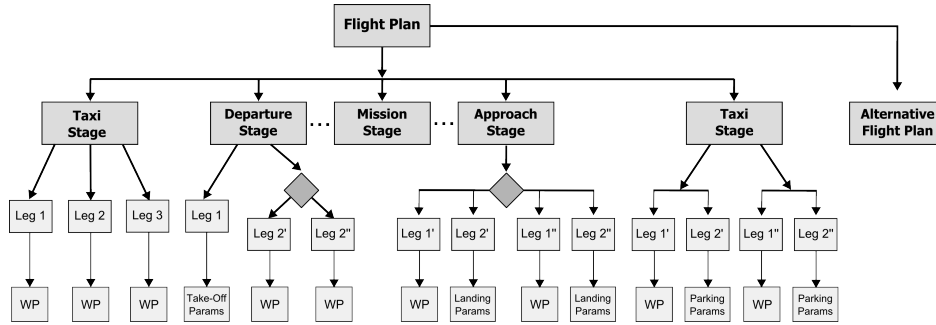 Flight Plan
Taxi
Stage
Departure
Stage
...
Mission
Stage
...
Approach
Stage
Taxi
Stage
Alternative
Flight Plan
Leg 1
Leg 2
Leg 3
Leg 1
Leg 2'
Leg 2"
Leg 1'
Leg 2'
Leg 1"
Leg 2"
Leg 1'
Leg 2'
Leg 1"
Leg 2"
WP
WP
WP
Take-Off
Params
WP
WP
WP
Landing
Params
WP
Landing
Params
WP
Parking
Params
WP
Parking
Params